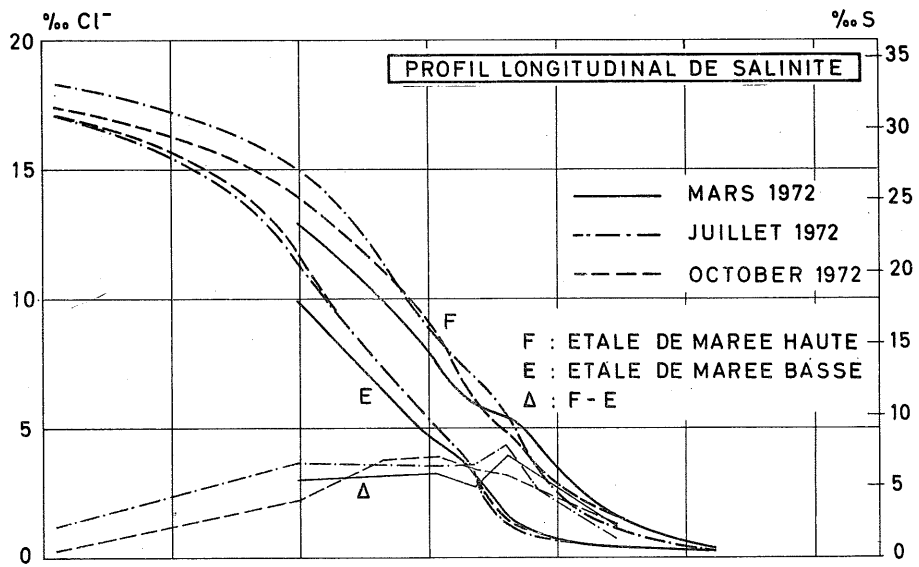 ‰ Cl⁻
‰ S
20
15
10
5
0
35
30
25
20
15
10
5
0
PROFIL LONGITUDINAL DE SALINITE
MARS 1972
JUILLET 1972
OCTOBER 1972
F : ETALE DE MAREE HAUTE
E : ETALE DE MAREE BASSE
Δ : F-E
F
E
Δ